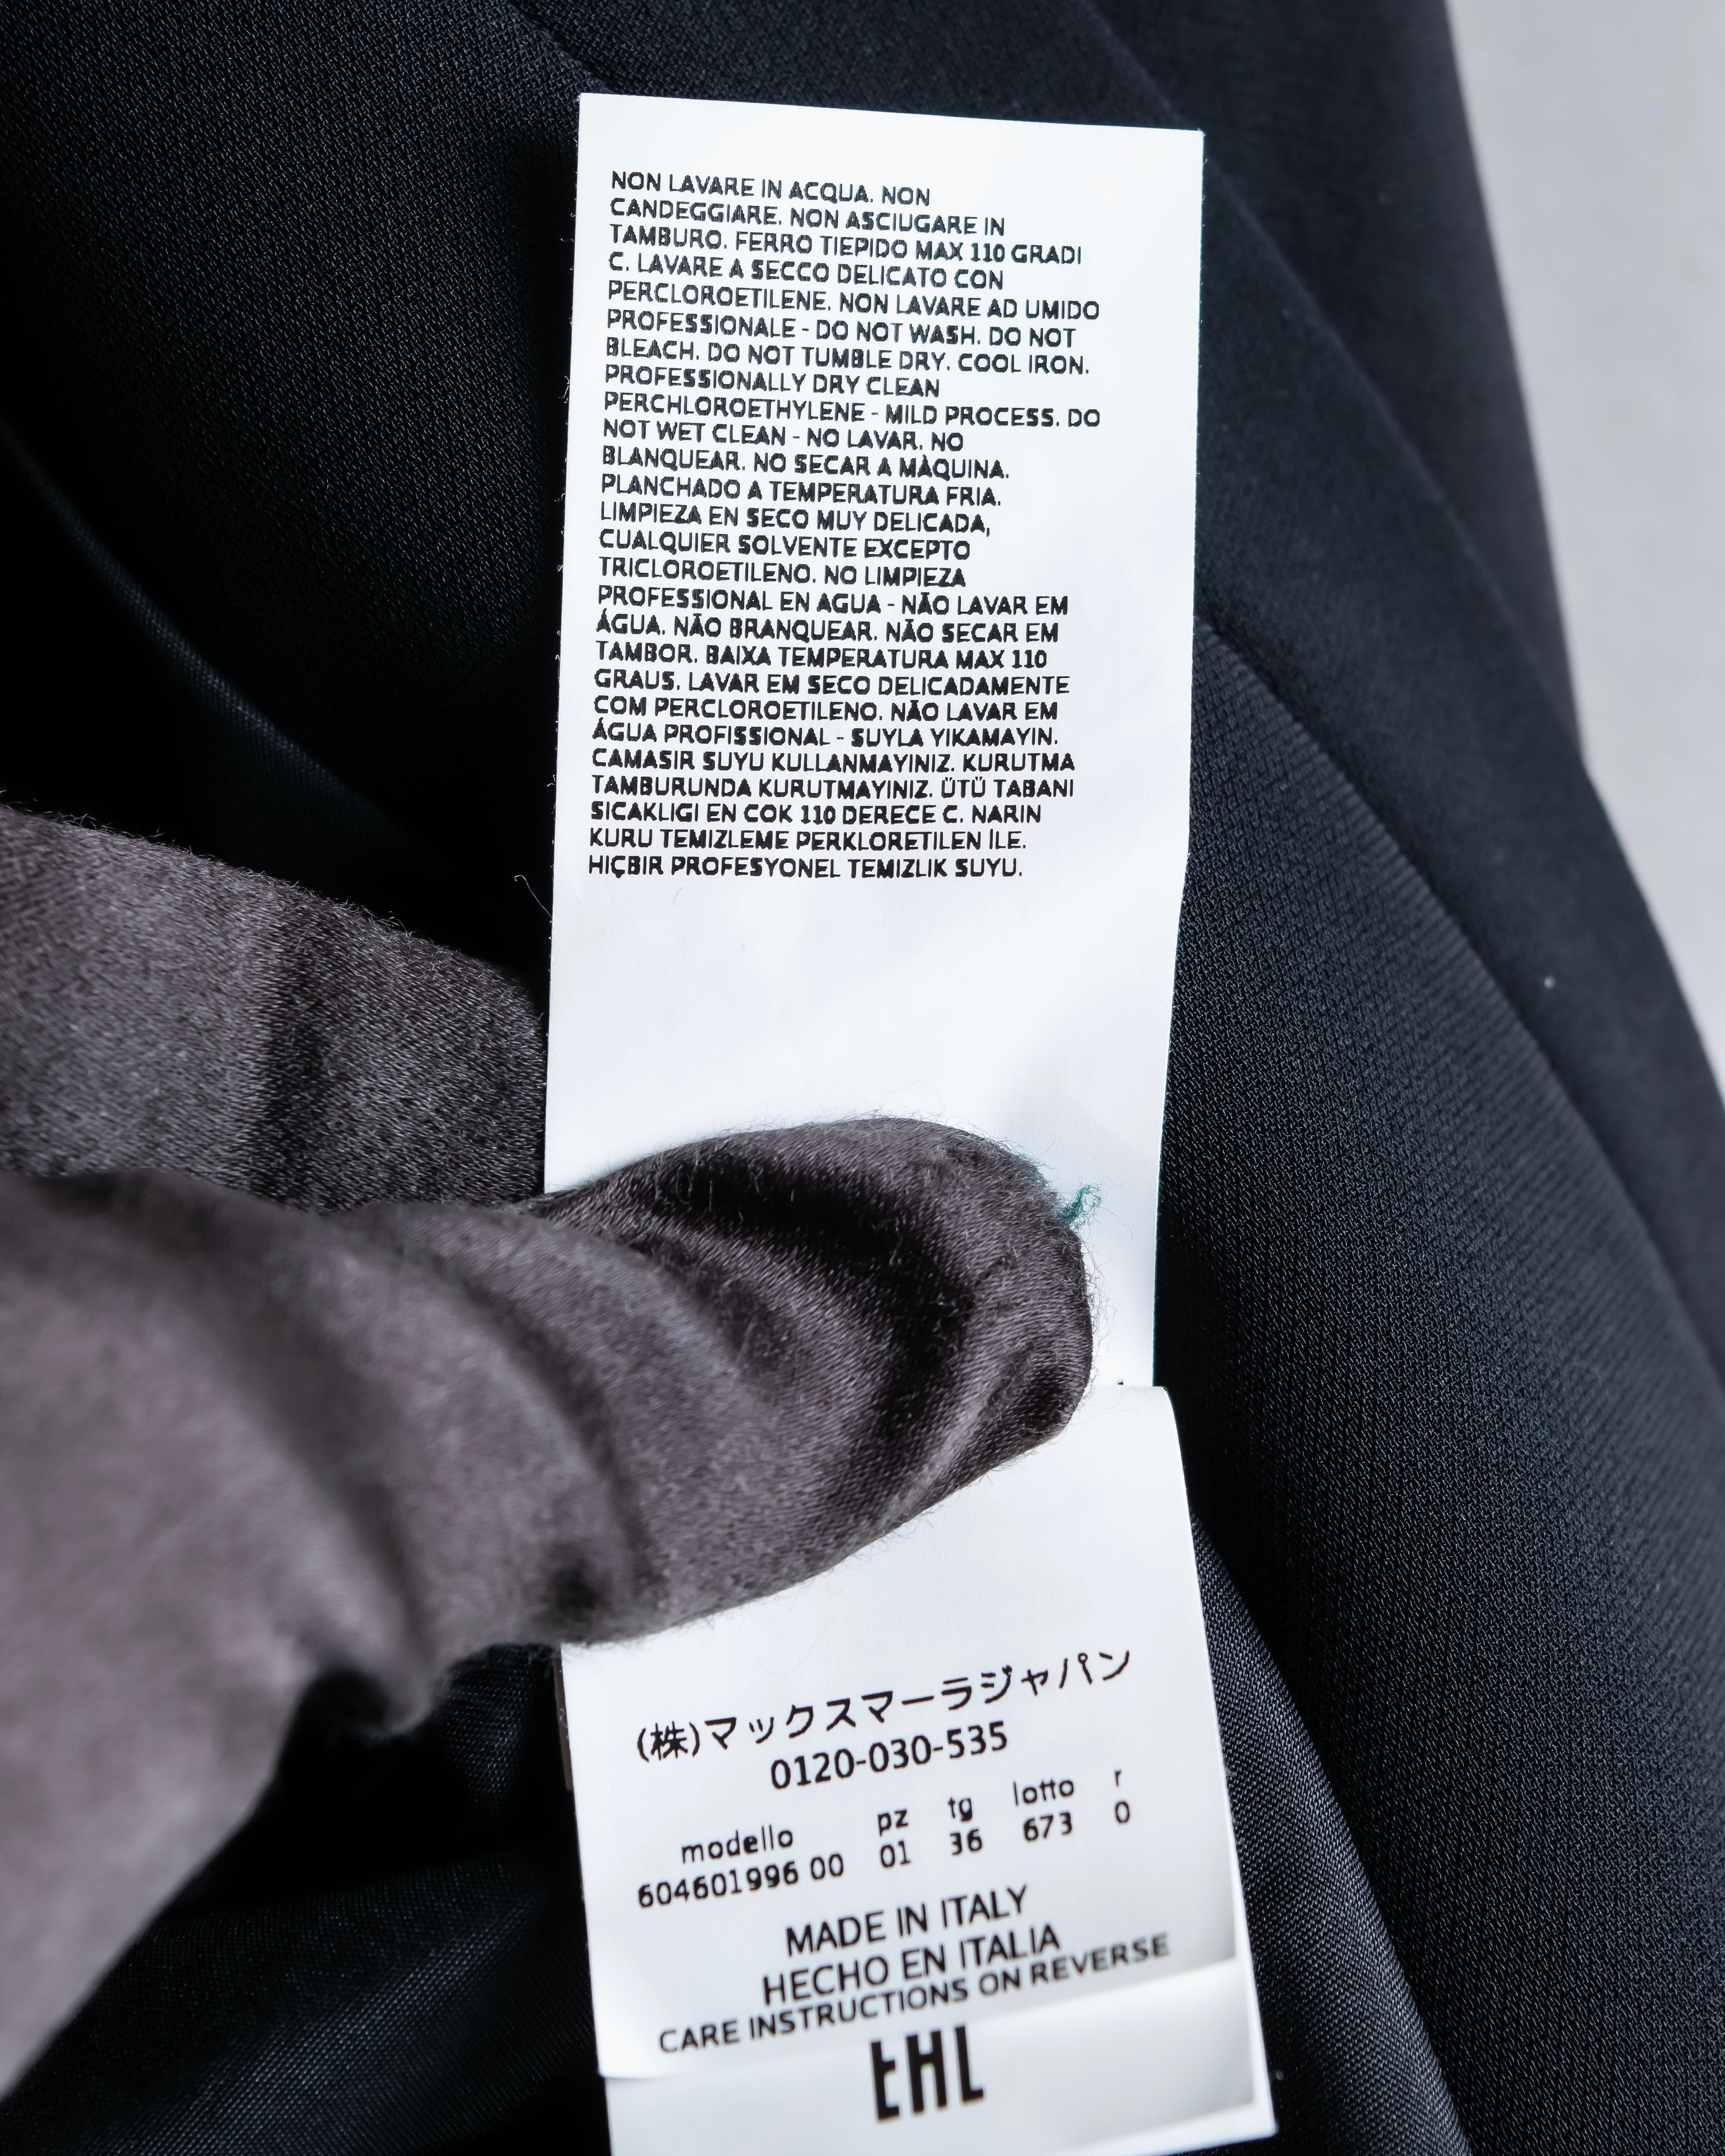 NON LAVARE IN ACQUA. NON
CANDEGGIARE. NON ASCIUGARE IN
TAMBURO. FERRO TIEPIDO MAX 110 GRADI
C. LAVARE A SECCO DELICATO CON
PERCLOROETILENE. NON LAVARE AD UMIDO
PROFESSIONALE - DO NOT WASH. DO NOT
BLEACH. DO NOT TUMBLE DRY. COOL IRON.
PROFESSIONALLY DRY CLEAN
PERCHLOROETHYLENE - MILD PROCESS. DO
NOT WET CLEAN - NO LAVAR. NO
BLANQUEAR. NO SECAR A MÀQUINA.
PLANCHADO A TEMPERATURA FRIA.
LIMPIEZA EN SECO MUY DELICADA,
CUALQUIER SOLVENTE EXCEPTO
TRICLOROETILENO. NO LIMPIEZA
PROFESSIONAL EN AGUA - NÃO LAVAR EM
ÁGUA. NÃO BRANQUEAR. NÃO SECAR EM
TAMBOR. BAIXA TEMPERATURA MAX 110
GRAUS. LAVAR EM SECO DELICADAMENTE
COM PERCLOROETILENO. NÃO LAVAR EM
ÁGUA PROFISSIONAL - SUYLA YIKAMAYIN.
CAMASIR SUYU KULLANMAYINIZ. KURUTMA
TAMBURUNDA KURUTMAYINIZ. ÜTÜ TABANI
SICAKLIGI EN COK 110 DERECE C. NARIN
KURU TEMIZLEME PERKLORETILEN İLE.
HIÇBIR PROFESYONEL TEMIZLIK SUYU.
(株)マックスマーラジャパン
0120-030-535
modello pz tg lotto r
604601996 00 01 36 673 0
MADE IN ITALY
HECHO EN ITALIA
CARE INSTRUCTIONS ON REVERSE
EAC